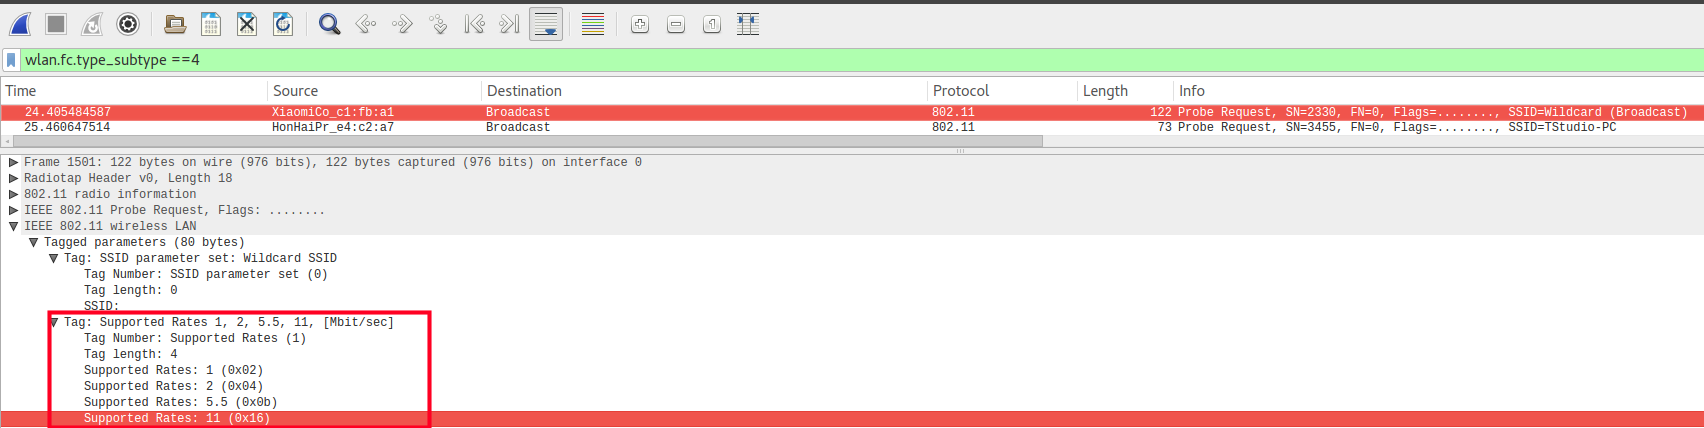 wlan.fc.type_subtype ==4
Time Source Destination Protocol Length Info
24.405484587 XiaomiCo_c1:fb:a1 Broadcast 802.11 122 Probe Request, SN=2330, FN=0, Flags=........, SSID=Wildcard (Broadcast)
25.460647514 HonHaiPr_e4:c2:a7 Broadcast 802.11 73 Probe Request, SN=3455, FN=0, Flags=........, SSID=TStudio-PC
Frame 1501: 122 bytes on wire (976 bits), 122 bytes captured (976 bits) on interface 0
Radiotap Header v0, Length 18
802.11 radio information
IEEE 802.11 Probe Request, Flags: ........
IEEE 802.11 wireless LAN
Tagged parameters (80 bytes)
Tag: SSID parameter set: Wildcard SSID
Tag Number: SSID parameter set (0)
Tag length: 0
SSID:
Tag: Supported Rates 1, 2, 5.5, 11, [Mbit/sec]
Tag Number: Supported Rates (1)
Tag length: 4
Supported Rates: 1 (0x02)
Supported Rates: 2 (0x04)
Supported Rates: 5.5 (0x0b)
Supported Rates: 11 (0x16)